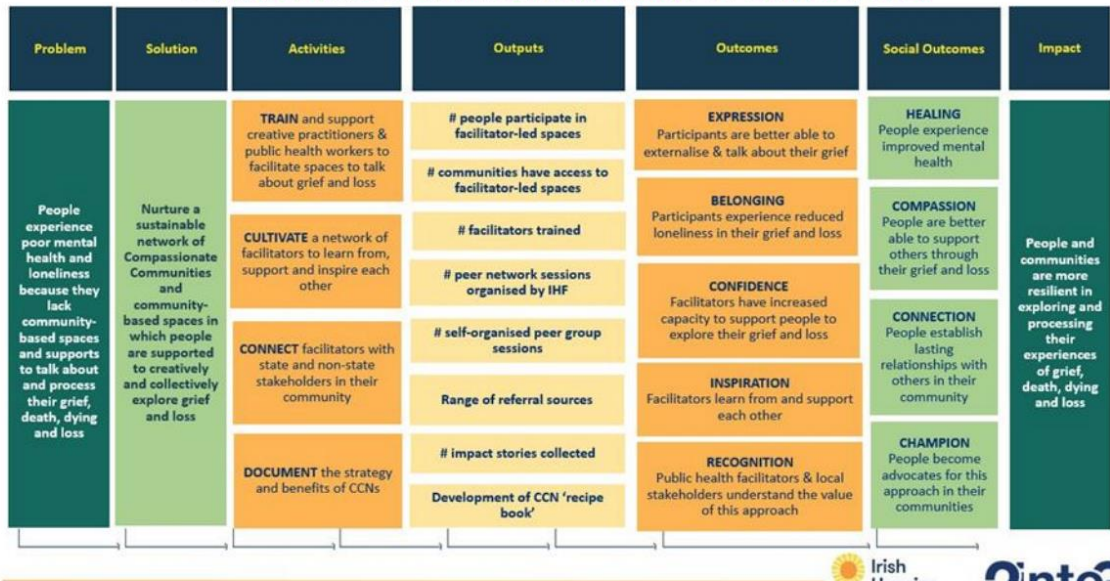 Problem
Solution
Activities
Outputs
Outcomes
Social Outcomes
Impact
People
experience
poor mental
health and
loneliness
because they
lack
community-
based spaces
and supports
to talk about
and process
their grief,
death, dying
and loss
Nurture a
sustainable
network of
Compassionate
Communities
and
community-
based spaces in
which people
are supported
to creatively
and collectively
explore grief
and loss
TRAIN and support
creative practitioners &
public health workers to
facilitate spaces to talk
about grief and loss
CULTIVATE a network of
facilitators to learn from,
support and inspire each
other
CONNECT facilitators with
state and non-state
stakeholders in their
community
DOCUMENT the strategy
and benefits of CCNs
# people participate in
facilitator-led spaces
# communities have access to
facilitator-led spaces
# facilitators trained
# peer network sessions
organised by IHF
# self-organised peer group
sessions
Range of referral sources
# impact stories collected
Development of CCN ‘recipe
book’
EXPRESSION
Participants are better able to
externalise & talk about their grief
BELONGING
Participants experience reduced
loneliness in their grief and loss
CONFIDENCE
Facilitators have increased
capacity to support people to
explore their grief and loss
INSPIRATION
Facilitators learn from and support
each other
RECOGNITION
Public health facilitators & local
stakeholders understand the value
of this approach
HEALING
People experience
improved mental
health
COMPASSION
People are better
able to support
others through
their grief and loss
CONNECTION
People establish
lasting
relationships with
others in their
community
CHAMPION
People become
advocates for this
approach in their
communities
People and
communities
are more
resilient in
exploring and
processing
their
experiences
of grief,
death, dying
and loss
Irish